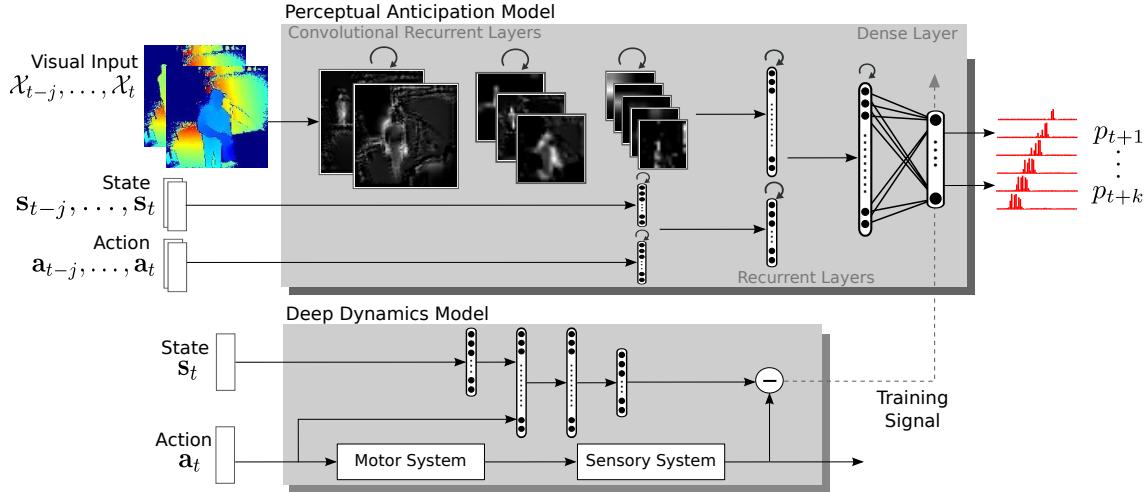 Perceptual Anticipation Model
Convolutional Recurrent Layers
Dense Layer
Visual Input
𝒳ₜ₋ⱼ, . . . , 𝒳ₜ
State
sₜ₋ⱼ, . . . , sₜ
Action
aₜ₋ⱼ, . . . , aₜ
pₜ₊₁
⋮
pₜ₊ₖ
Recurrent Layers
Deep Dynamics Model
State
sₜ
Action
aₜ
Motor System
Sensory System
−
Training
Signal